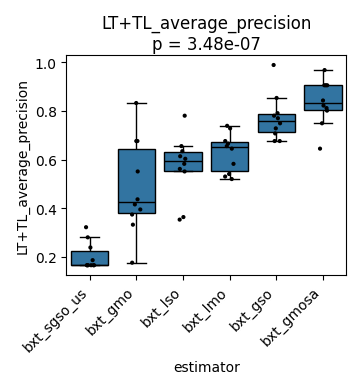 LT+TL_average_precision
p = 3.48e-07
LT+TL_average_precision
1.0
0.8
0.6
0.4
0.2
bxt_sgso_us
bxt_gmo
bxt_lso
bxt_lmo
bxt_gso
bxt_gmosa
estimator